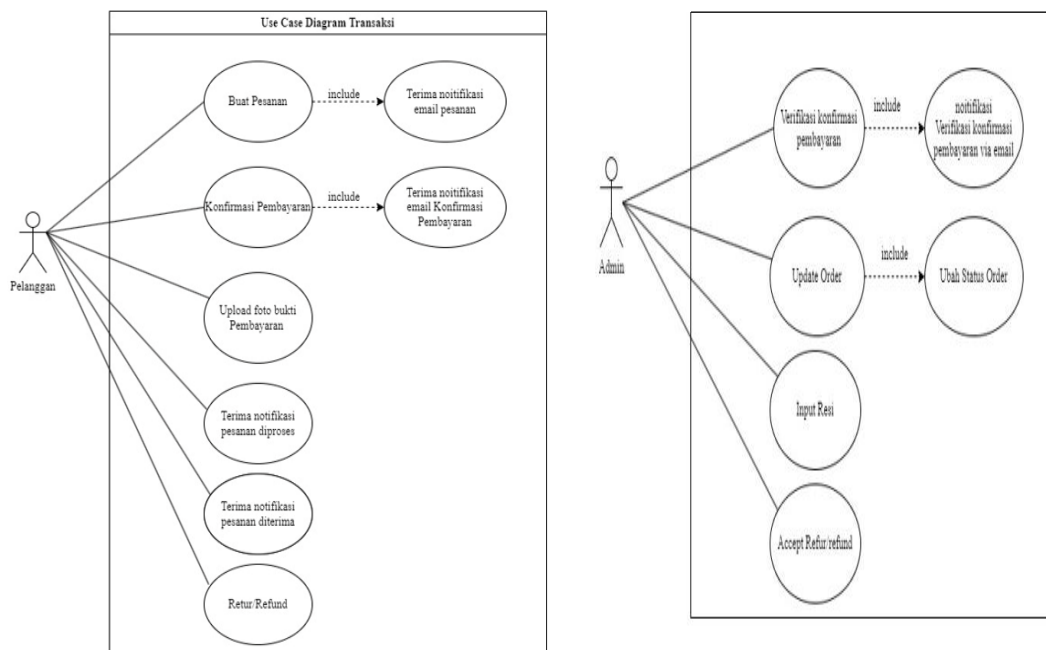 Use Case Diagram Transaksi
Buat Pesanan
include
Terima noitifikasi
email pesanan
Konfirmasi Pembayaran
include
Terima noitifikasi
email Konfirmasi
Pembayaran
Pelanggan
Upload foto bukti
Pembayaran
Terima notifikasi
pesanan diproses
Terima notifikasi
pesanan diterima
Retur/Refund
Verifikasi konfirmasi
pembayaran
include
noitifikasi
Verifikasi konfirmasi
pembayaran via email
Admin
Update Order
include
Ubah Status Order
Input Resi
Accept Refur/refund